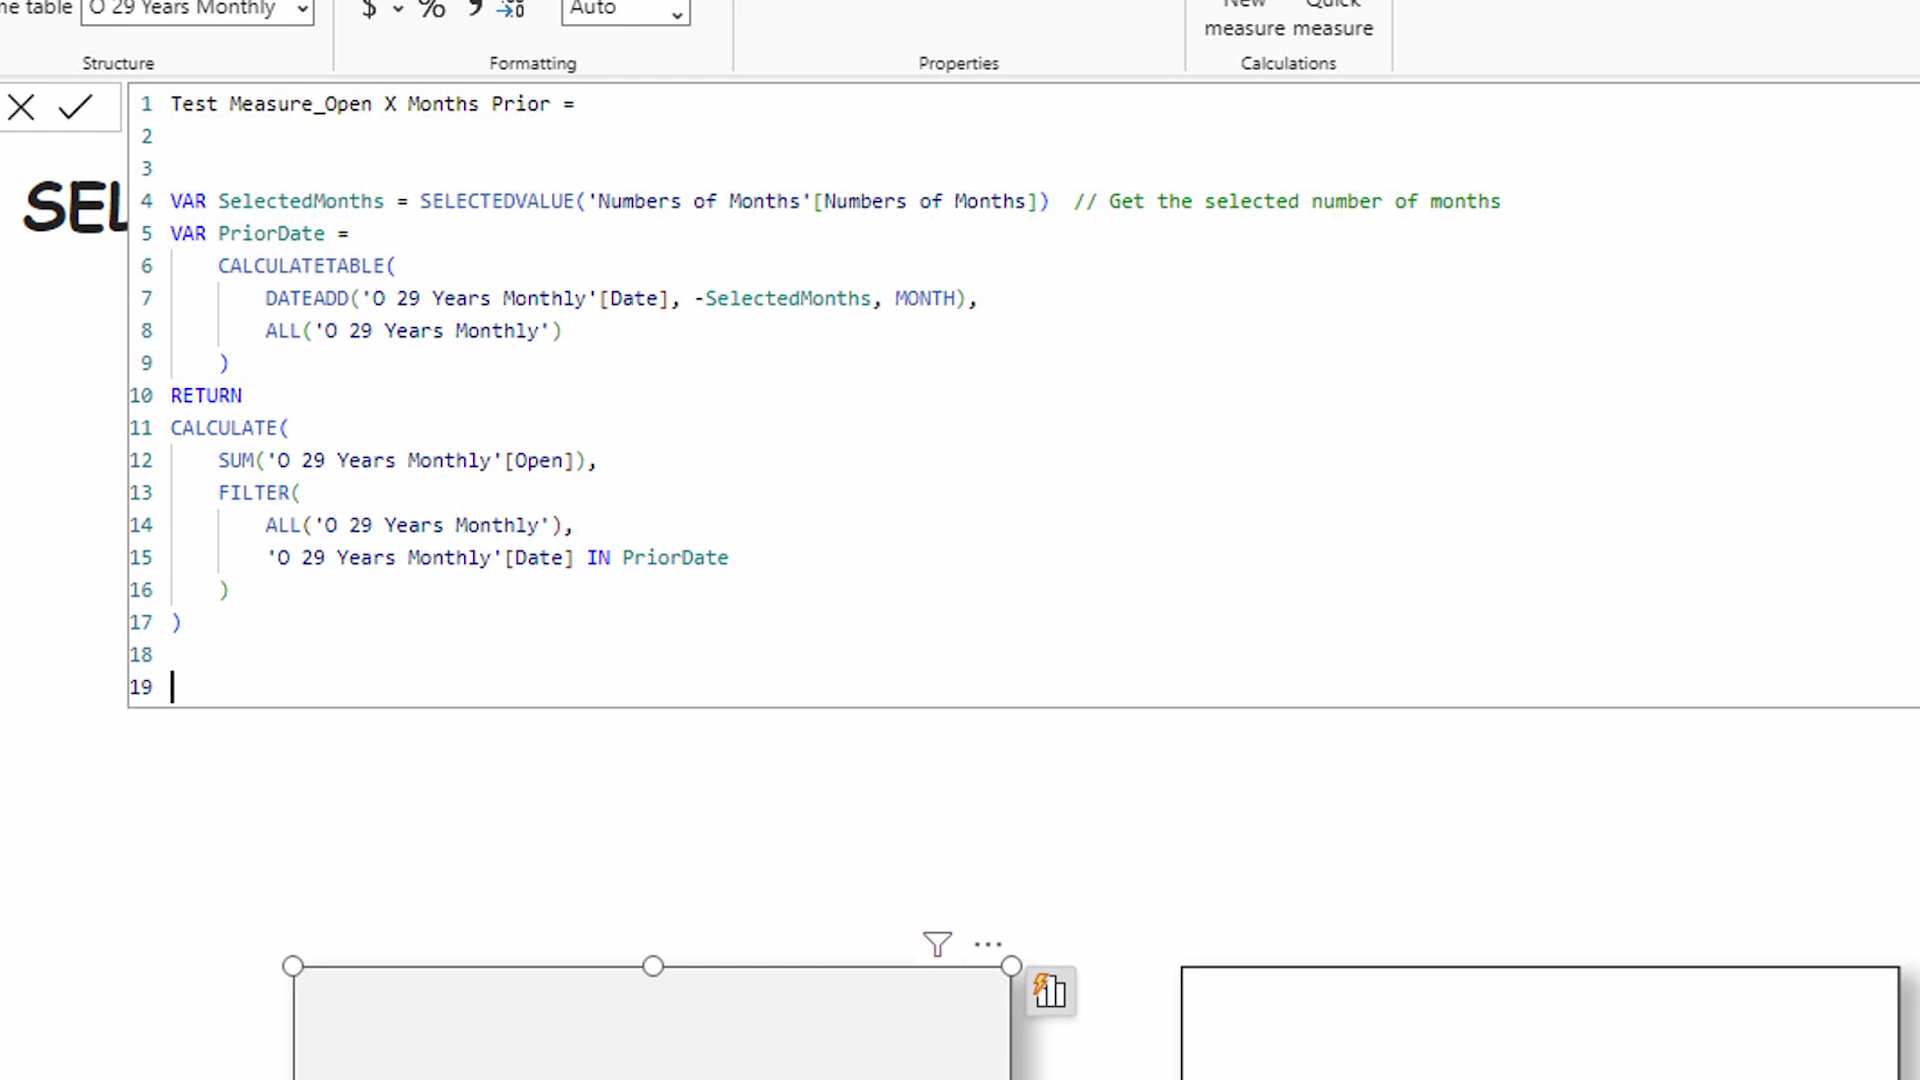 table O 29 Years Monthly $ % Auto
New Quick
measure measure
Structure Formatting Properties Calculations
SEL
1 Test Measure_Open X Months Prior =
2
3
4 VAR SelectedMonths = SELECTEDVALUE('Numbers of Months'[Numbers of Months]) // Get the selected number of months
5 VAR PriorDate =
6 CALCULATETABLE(
7 DATEADD('O 29 Years Monthly'[Date], -SelectedMonths, MONTH),
8 ALL('O 29 Years Monthly')
9 )
10 RETURN
11 CALCULATE(
12 SUM('O 29 Years Monthly'[Open]),
13 FILTER(
14 ALL('O 29 Years Monthly'),
15 'O 29 Years Monthly'[Date] IN PriorDate
16 )
17 )
18
19